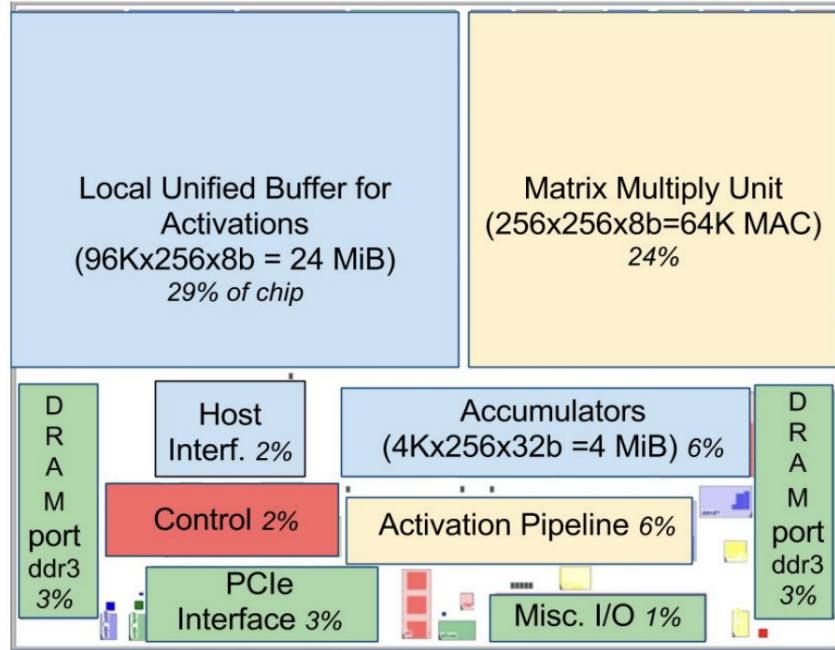 Local Unified Buffer for
Activations
(96Kx256x8b = 24 MiB)
29% of chip
Matrix Multiply Unit
(256x256x8b=64K MAC)
24%
D
R
A
M
port
ddr3
3%
Host
Interf. 2%
Accumulators
(4Kx256x32b =4 MiB) 6%
D
R
A
M
port
ddr3
3%
Control 2%
Activation Pipeline 6%
PCIe
Interface 3%
Misc. I/O 1%